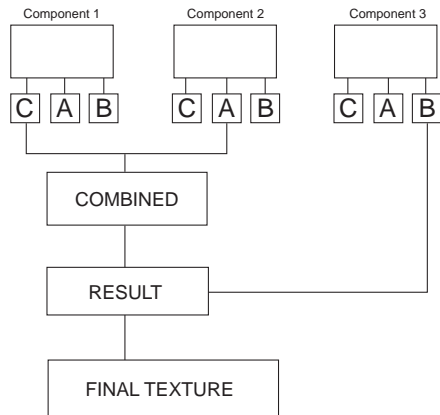 Component 1 Component 2 Component 3
C A B C A B C A B
COMBINED
RESULT
FINAL TEXTURE